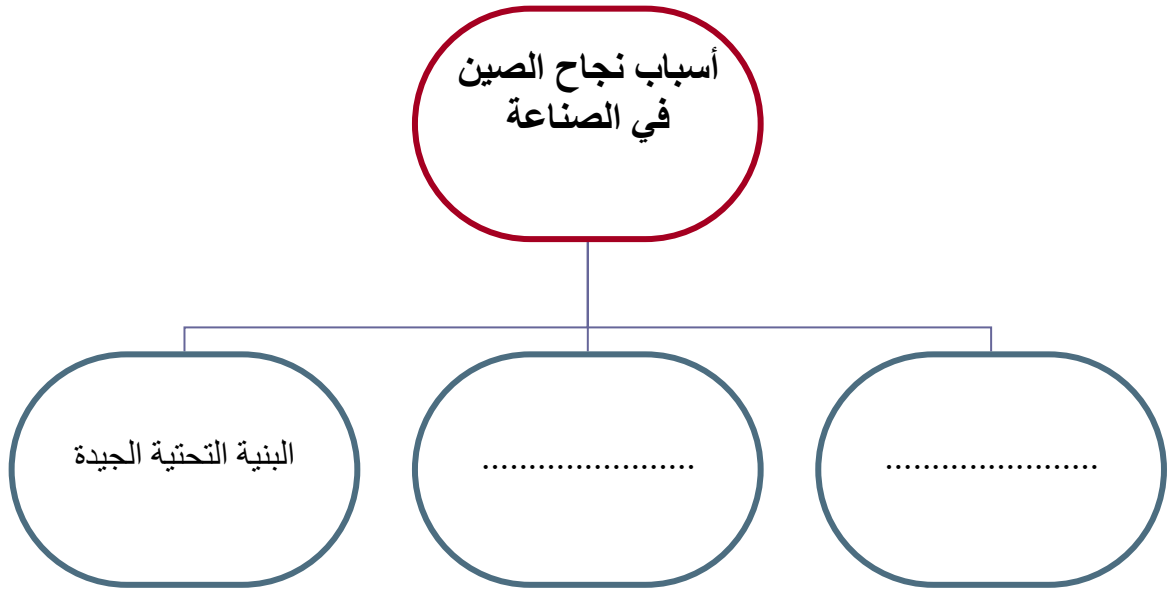 أسباب نجاح الصين
في الصناعة
.......................
.......................
البنية التحتية الجيدة